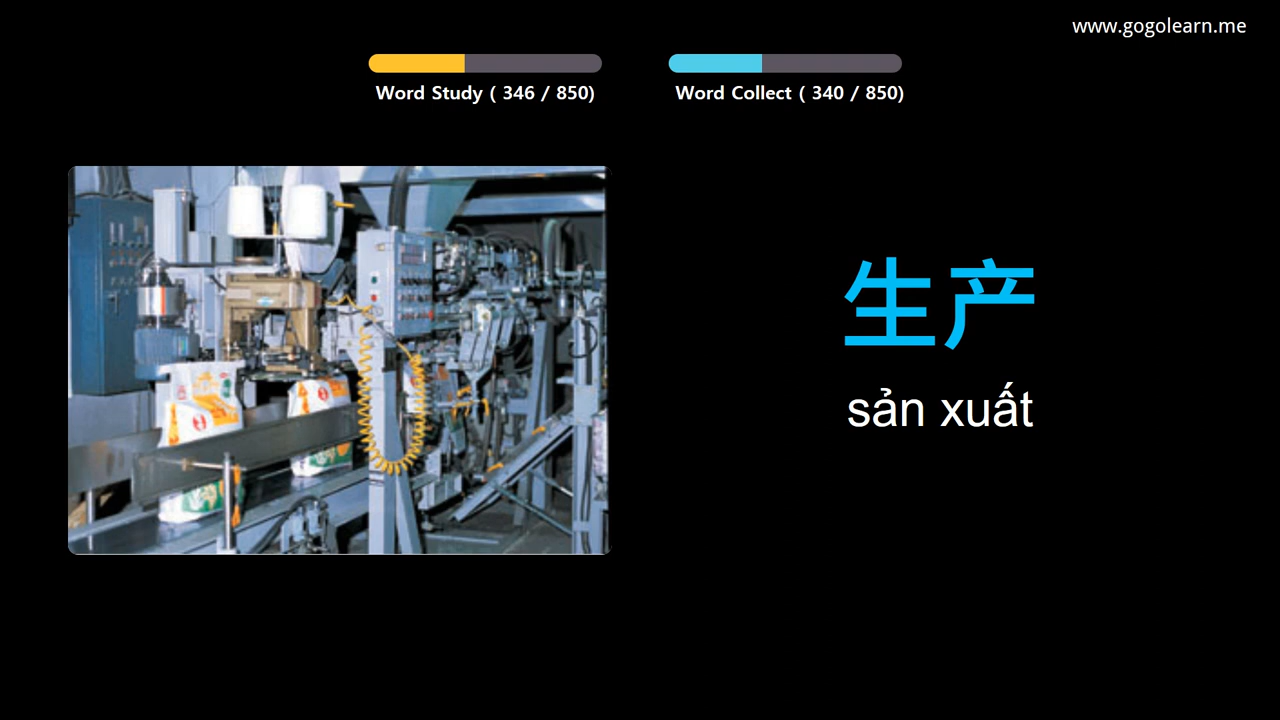 www.gogolearn.me
Word Study ( 346 / 850)
Word Collect ( 340 / 850)
生产
sản xuất